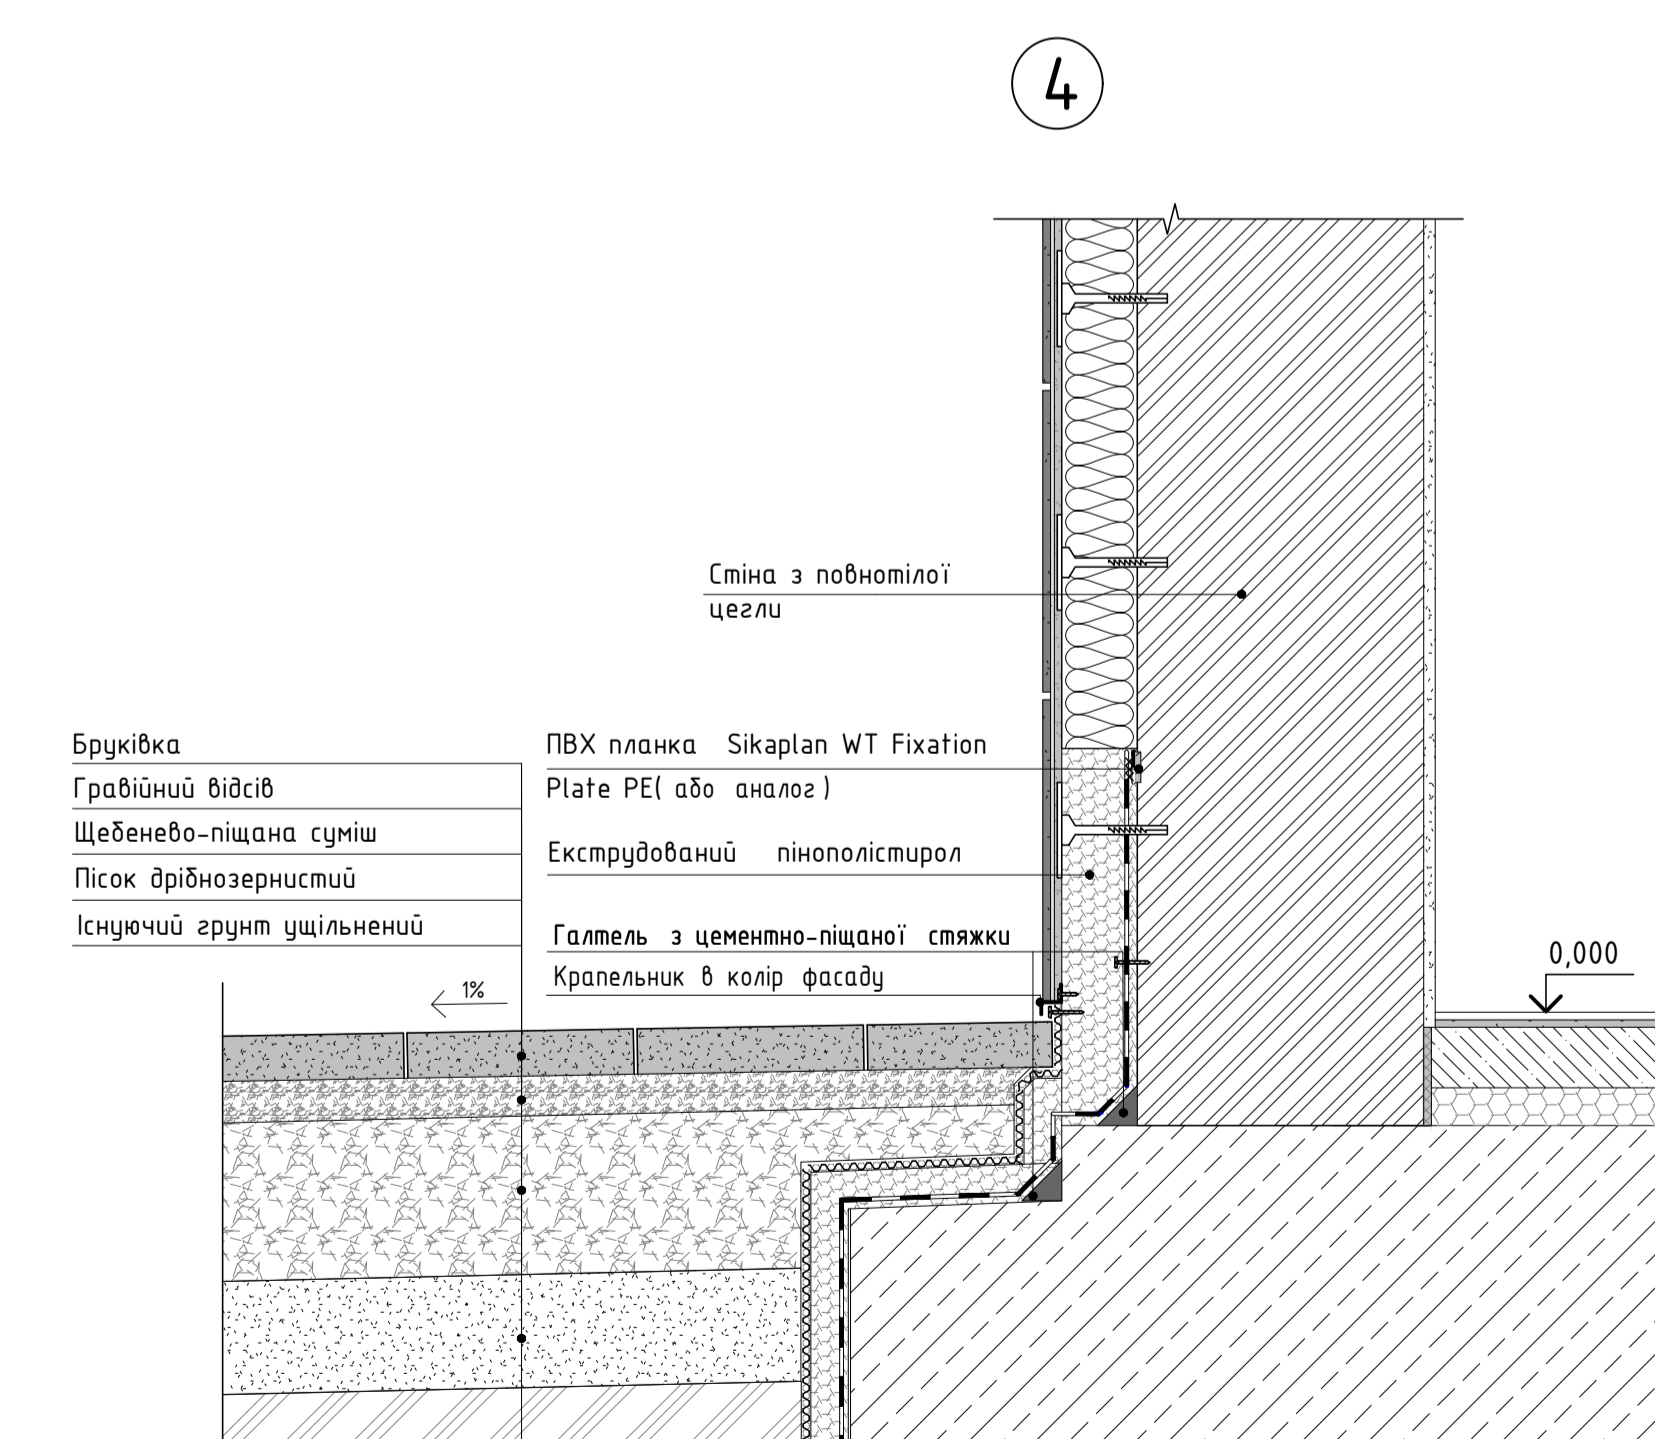 4
Стіна з повнотілої
цегли
Бруківка
Гравійний відсів
Щебенево-піщана суміш
Пісок дрібнозернистий
Існуючий грунт ущільнений
1%
ПВХ планка Sikaplan WT Fixation
Plate PE( або аналог )
Екструдований пінополістирол
Галтель з цементно-піщаної стяжки
Крапельник в колір фасаду
0,000